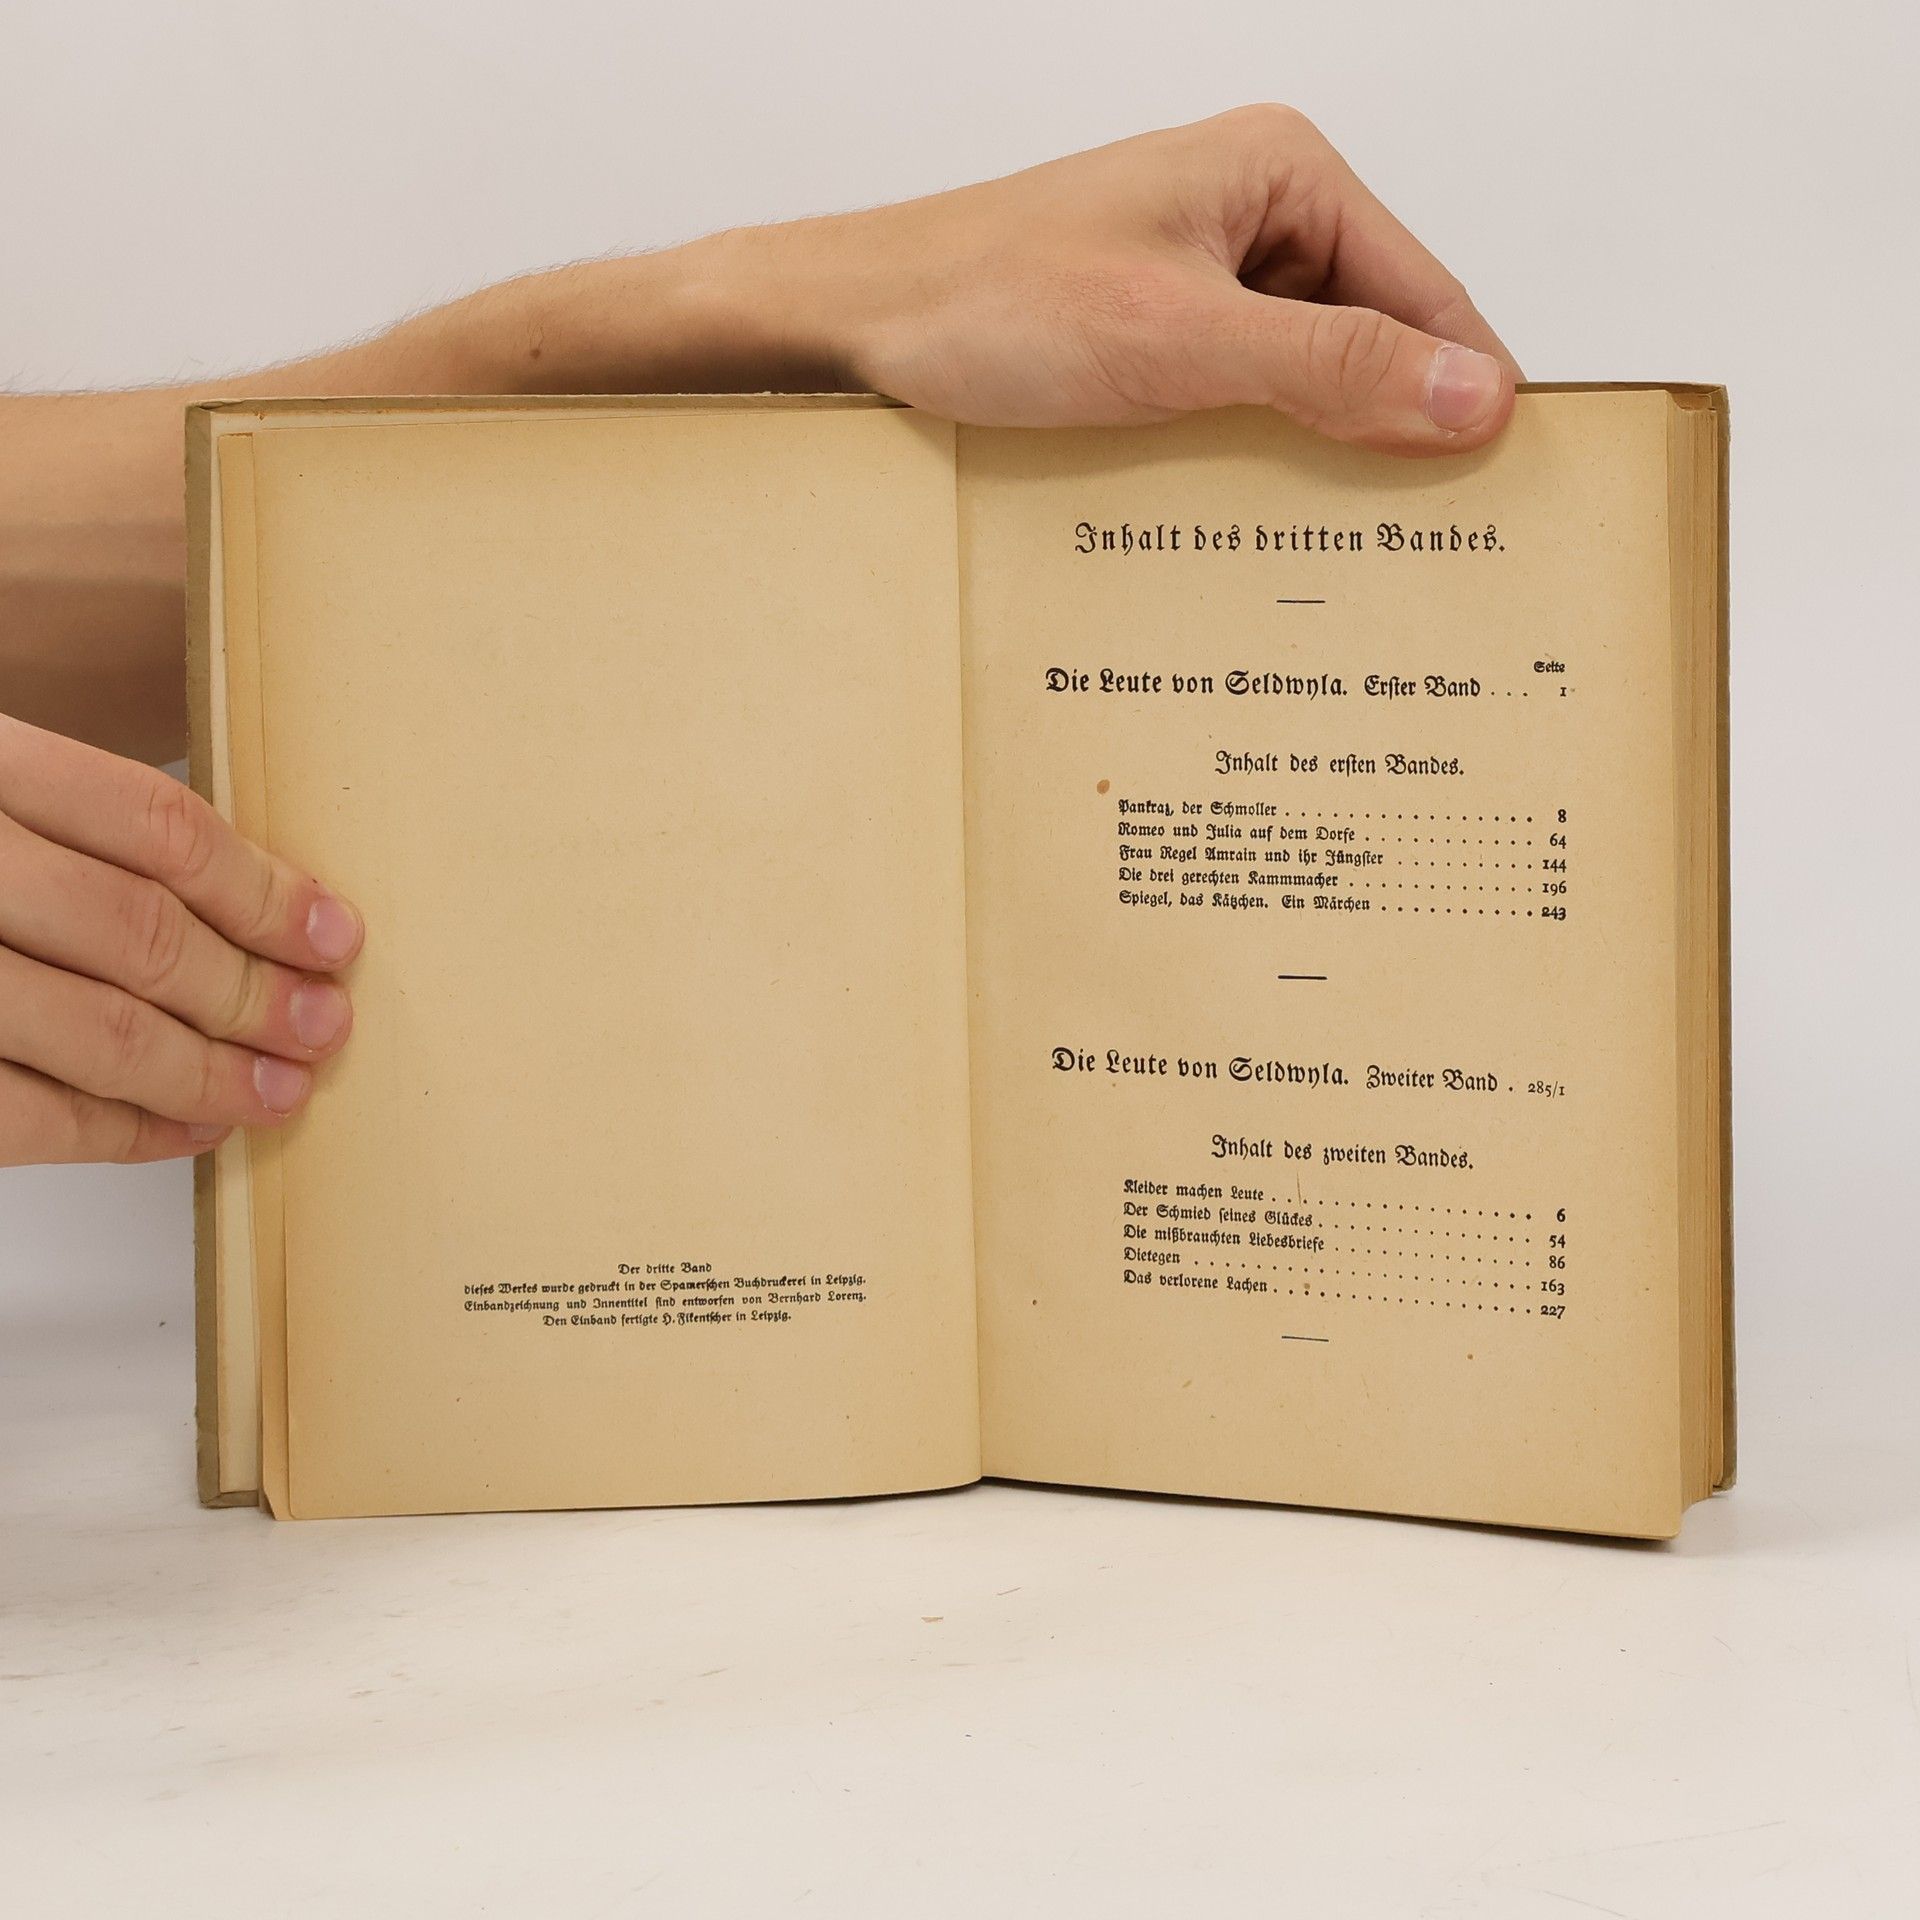 Der dritte Band
dieses Werkes wurde gedruckt in der Spamerschen Buchdruckerei in Leipzig.
Einbandzeichnung und Innentitel sind entworfen von Bernhard Lorenz.
Den Einband fertigte H. Fikentscher in Leipzig.
Inhalt des dritten Bandes.
Seite
Die Leute von Seldwyla. Erster Band . . . 1
Inhalt des ersten Bandes.
Pankraz, der Schmoller . . . . . . . . . . . . . . . . 8
Romeo und Julia auf dem Dorfe . . . . . . . . . . . 64
Frau Regel Amrain und ihr Jüngster . . . . . . . . . 144
Die drei gerechten Kammmacher . . . . . . . . . . . . 196
Spiegel, das Kätzchen. Ein Märchen . . . . . . . . . . 243
Die Leute von Seldwyla. Zweiter Band . 285/1
Inhalt des zweiten Bandes.
Kleider machen Leute . . . . . . . . . . . . . . . . . 6
Der Schmied seines Glückes . . . . . . . . . . . . . . 54
Die mißbrauchten Liebesbriefe . . . . . . . . . . . . . 86
Dietegen . . . . . . . . . . . . . . . . . . . . . . 163
Das verlorene Lachen . . . . . . . . . . . . . . . . . 227